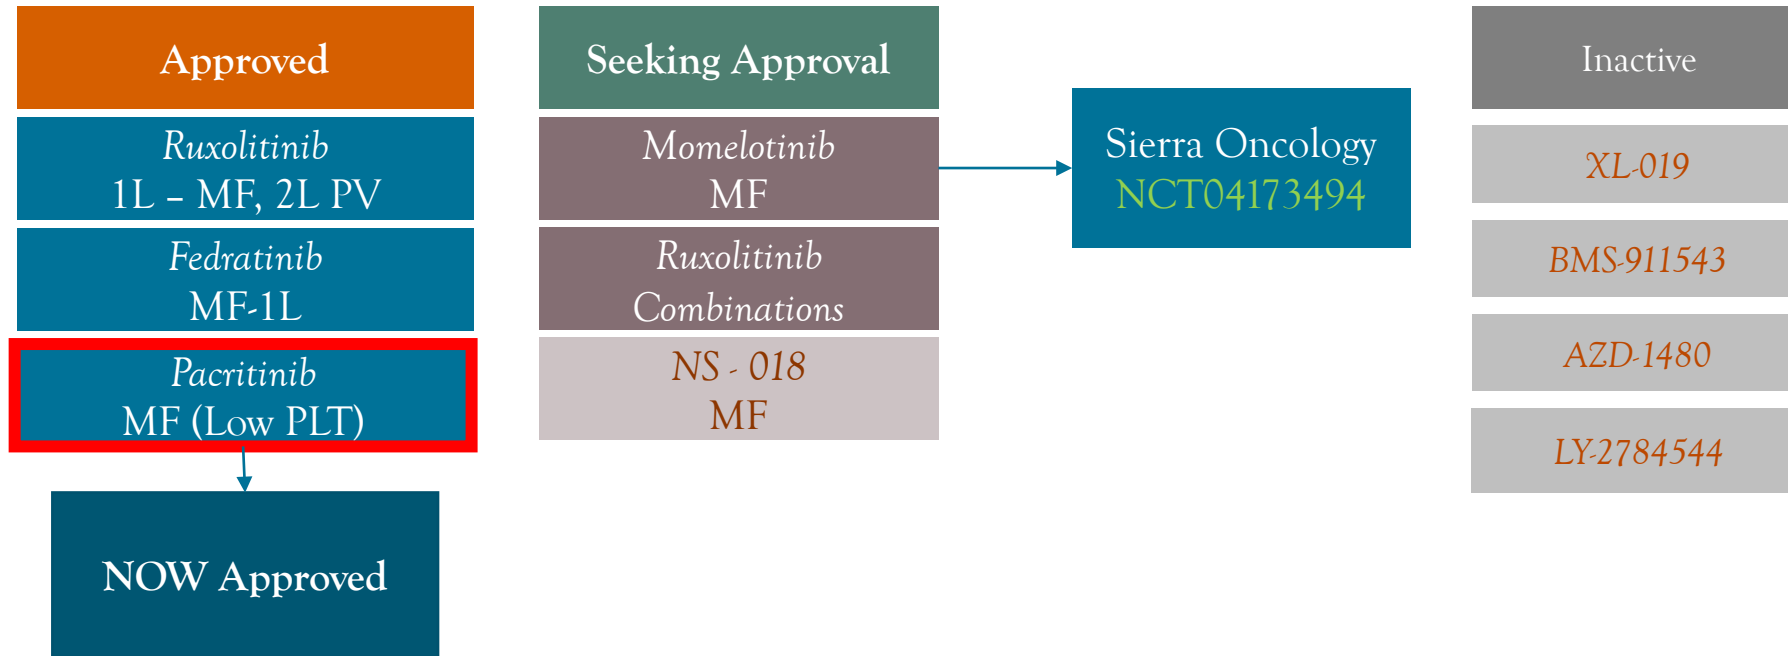 Approved
Ruxolitinib
1L – MF, 2L PV
Fedratinib
MF-1L
Pacritinib
MF (Low PLT)
NOW Approved
Seeking Approval
Momelotinib
MF
Ruxolitinib
Combinations
NS - 018
MF
Sierra Oncology
NCT04173494
Inactive
XL-019
BMS-911543
AZD-1480
LY-2784544